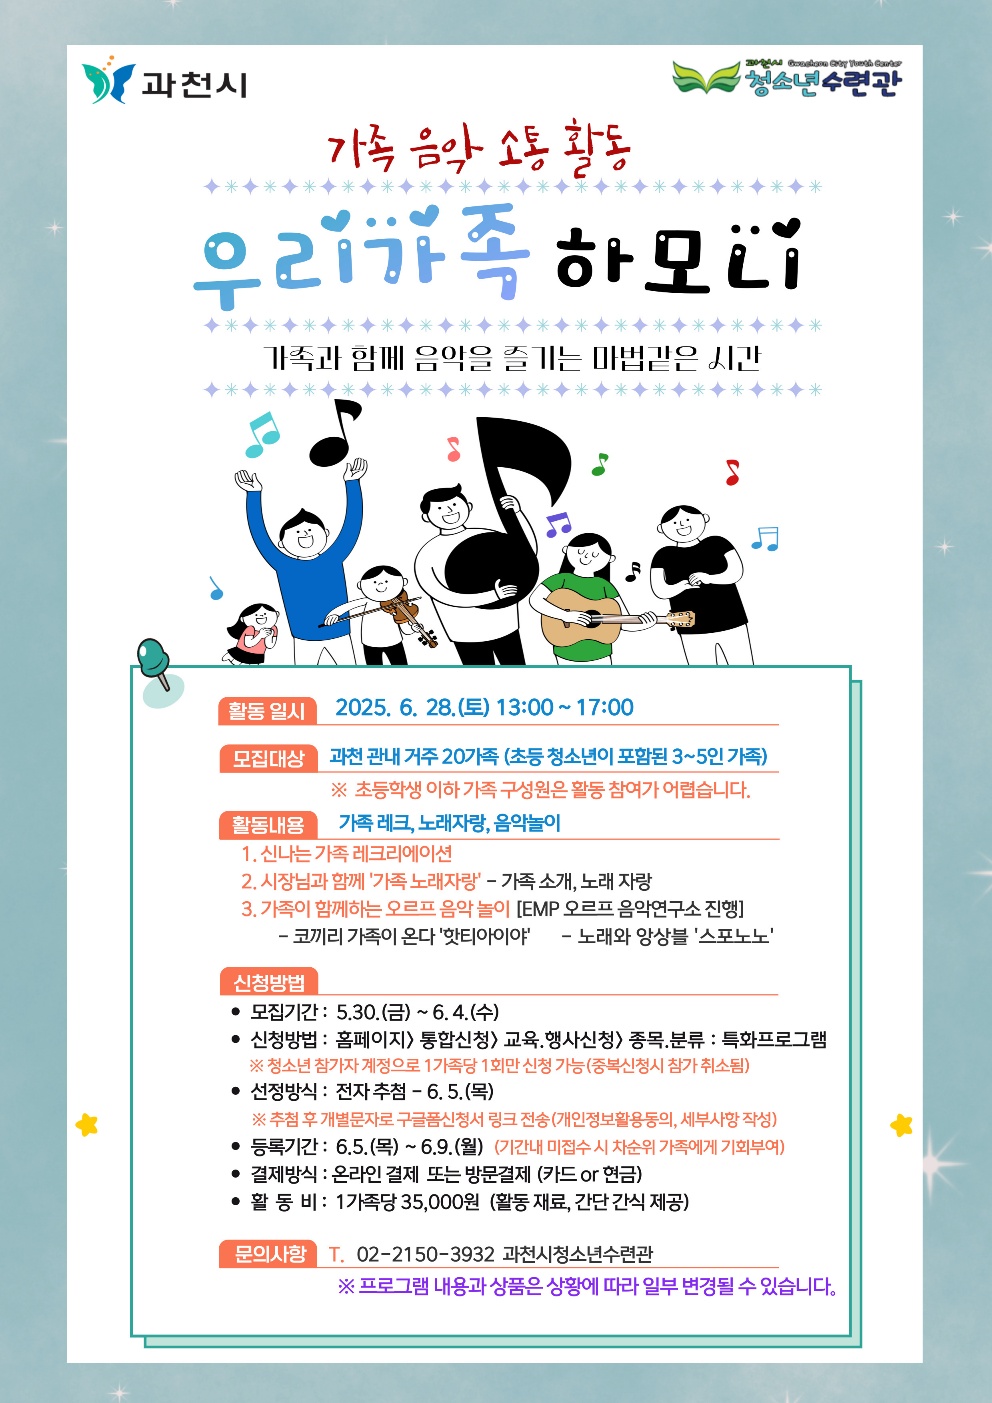 과천시
과천시 Gwacheon City Youth Center
청소년수련관
가족 음악 소통 활동
우리가족 하모니
가족과 함께 음악을 즐기는 마법같은 시간
활동 일시 2025. 6. 28.(토) 13:00 ~ 17:00
모집대상 과천 관내 거주 20가족 (초등 청소년이 포함된 3~5인 가족)
※ 초등학생 이하 가족 구성원은 활동 참여가 어렵습니다.
활동내용 가족 레크, 노래자랑, 음악놀이
1. 신나는 가족 레크리에이션
2. 시장님과 함께 '가족 노래자랑' - 가족 소개, 노래 자랑
3. 가족이 함께하는 오르프 음악 놀이 [EMP 오르프 음악연구소 진행]
- 코끼리 가족이 온다 '핫티아이야' - 노래와 앙상블 '스포노노'
신청방법
• 모집기간 : 5.30.(금) ~ 6. 4.(수)
• 신청방법 : 홈페이지> 통합신청> 교육.행사신청> 종목.분류 : 특화프로그램
※ 청소년 참가자 계정으로 1가족당 1회만 신청 가능(중복신청시 참가 취소됨)
• 선정방식 : 전자 추첨 - 6. 5.(목)
※ 추첨 후 개별문자로 구글폼신청서 링크 전송(개인정보활용동의, 세부사항 작성)
• 등록기간 : 6.5.(목) ~ 6.9.(월) (기간내 미접수 시 차순위 가족에게 기회부여)
• 결제방식 : 온라인 결제 또는 방문결제 (카드 or 현금)
• 활 동 비 : 1가족당 35,000원 (활동 재료, 간단 간식 제공)
문의사항 T. 02-2150-3932 과천시청소년수련관
※ 프로그램 내용과 상품은 상황에 따라 일부 변경될 수 있습니다.